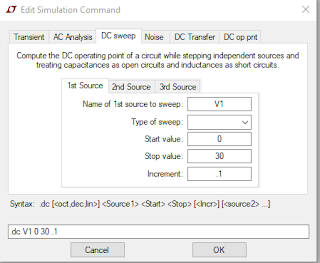 Edit Simulation Command
Transient AC Analysis DC sweep Noise DC Transfer DC op pnt
Compute the DC operating point of a circuit while stepping independent sources and
treating capacitances as open circuits and inductances as short circuits.
1st Source 2nd Source 3rd Source
Name of 1st source to sweep: V1
Type of sweep:
Start value: 0
Stop value: 30
Increment: .1
Syntax: .dc [<oct,dec,lin>] <Source1> <Start> <Stop> [<Incr>] [<source2> ...]
dc V1 0 30 .1
Cancel OK